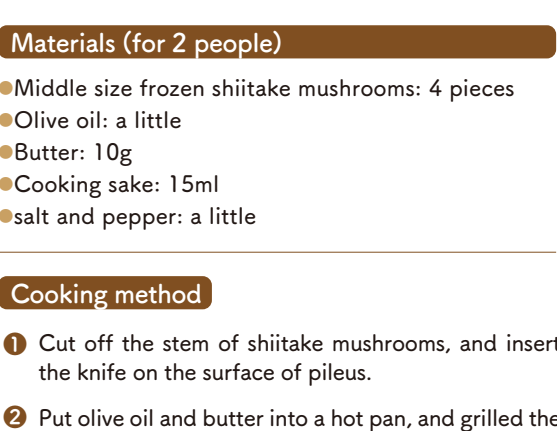 Materials (for 2 people)
●Middle size frozen shiitake mushrooms: 4 pieces
●Olive oil: a little
●Butter: 10g
●Cooking sake: 15ml
●salt and pepper: a little
Cooking method
❶ Cut off the stem of shiitake mushrooms, and insert
the knife on the surface of pileus.
❷ Put olive oil and butter into a hot pan, and grilled the